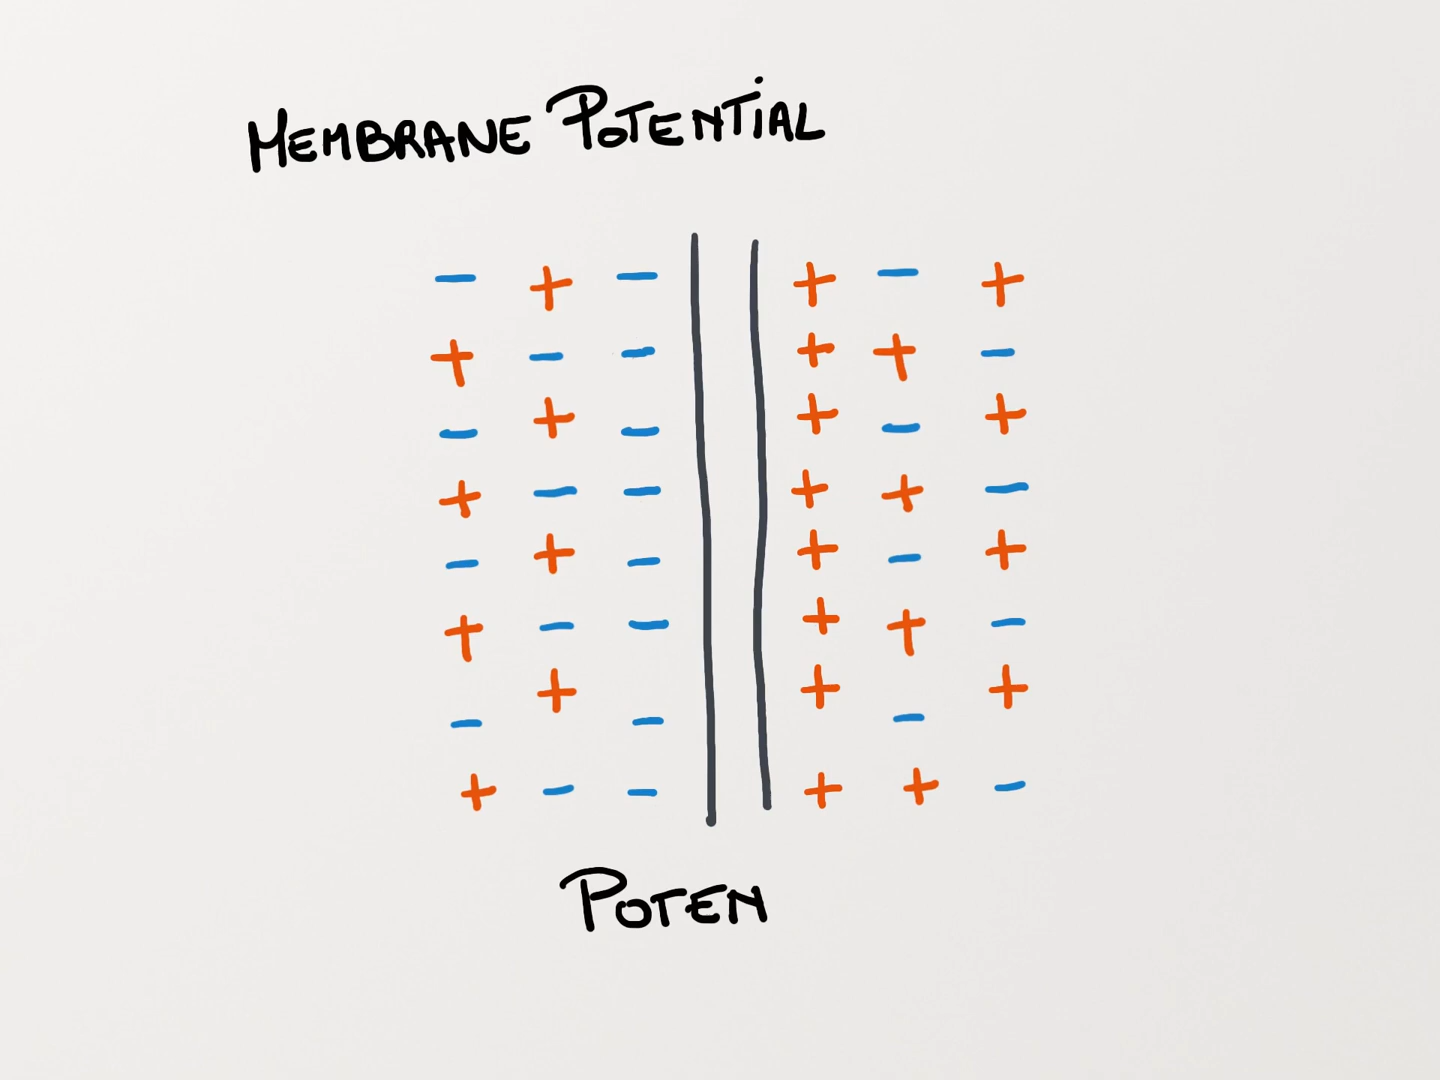 MEMBRANE POTENTIAL
- + - + - +
+ - - + + -
- + - + - +
+ - - + + -
- + - + - +
+ - - + + -
- + - + - +
+ - - + + -
POTEN